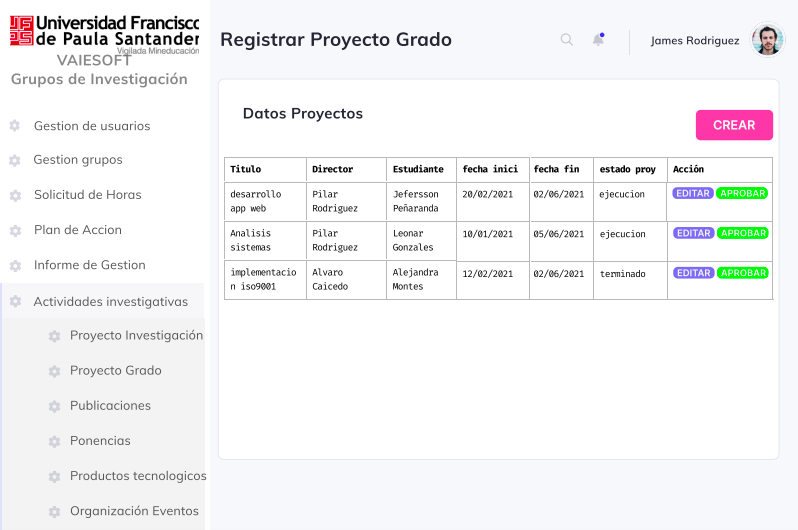 Universidad Francisco
de Paula Santander
Vigilada Mineducación
VAIESOFT
Grupos de Investigación
Gestion de usuarios
Gestion grupos
Solicitud de Horas
Plan de Accion
Informe de Gestion
Actividades investigativas
Proyecto Investigación
Proyecto Grado
Publicaciones
Ponencias
Productos tecnologicos
Organización Eventos
Registrar Proyecto Grado
James Rodriguez
Datos Proyectos
CREAR
Titulo Director Estudiante fecha inici fecha fin estado proy Acción
desarrollo Pilar Jefersson 20/02/2021 02/06/2021 ejecucion EDITAR APROBAR
app web Rodriguez Peñaranda
Analisis Pilar Leonar 10/01/2021 05/06/2021 ejecucion EDITAR APROBAR
sistemas Rodriguez Gonzales
implementacio Alvaro Alejandra 12/02/2021 02/06/2021 terminado EDITAR APROBAR
n iso9001 Caicedo Montes